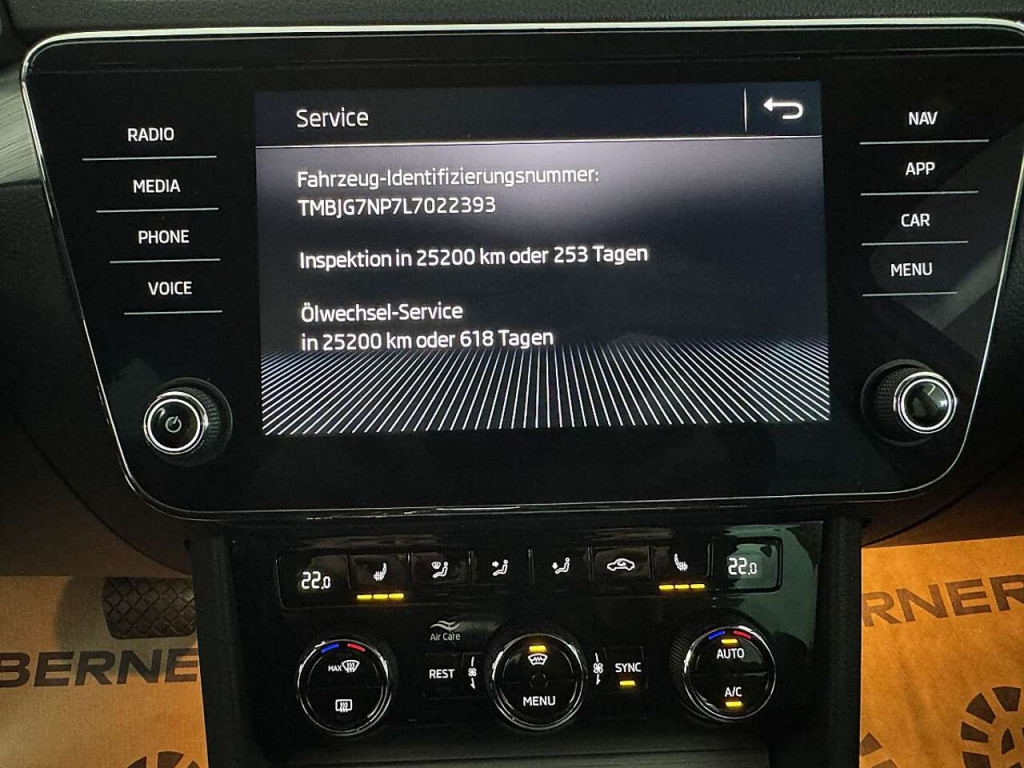 Service
RADIO
MEDIA
PHONE
VOICE
NAV
APP
CAR
MENU
Fahrzeug-Identifizierungsnummer:
TMBJG7NP7L7022393
Inspektion in 25200 km oder 253 Tagen
Ölwechsel-Service
in 25200 km oder 618 Tagen
22.0
22.0
Air Care
MAX
REST
MENU
SYNC
AUTO
A/C
BERNE
ERNER